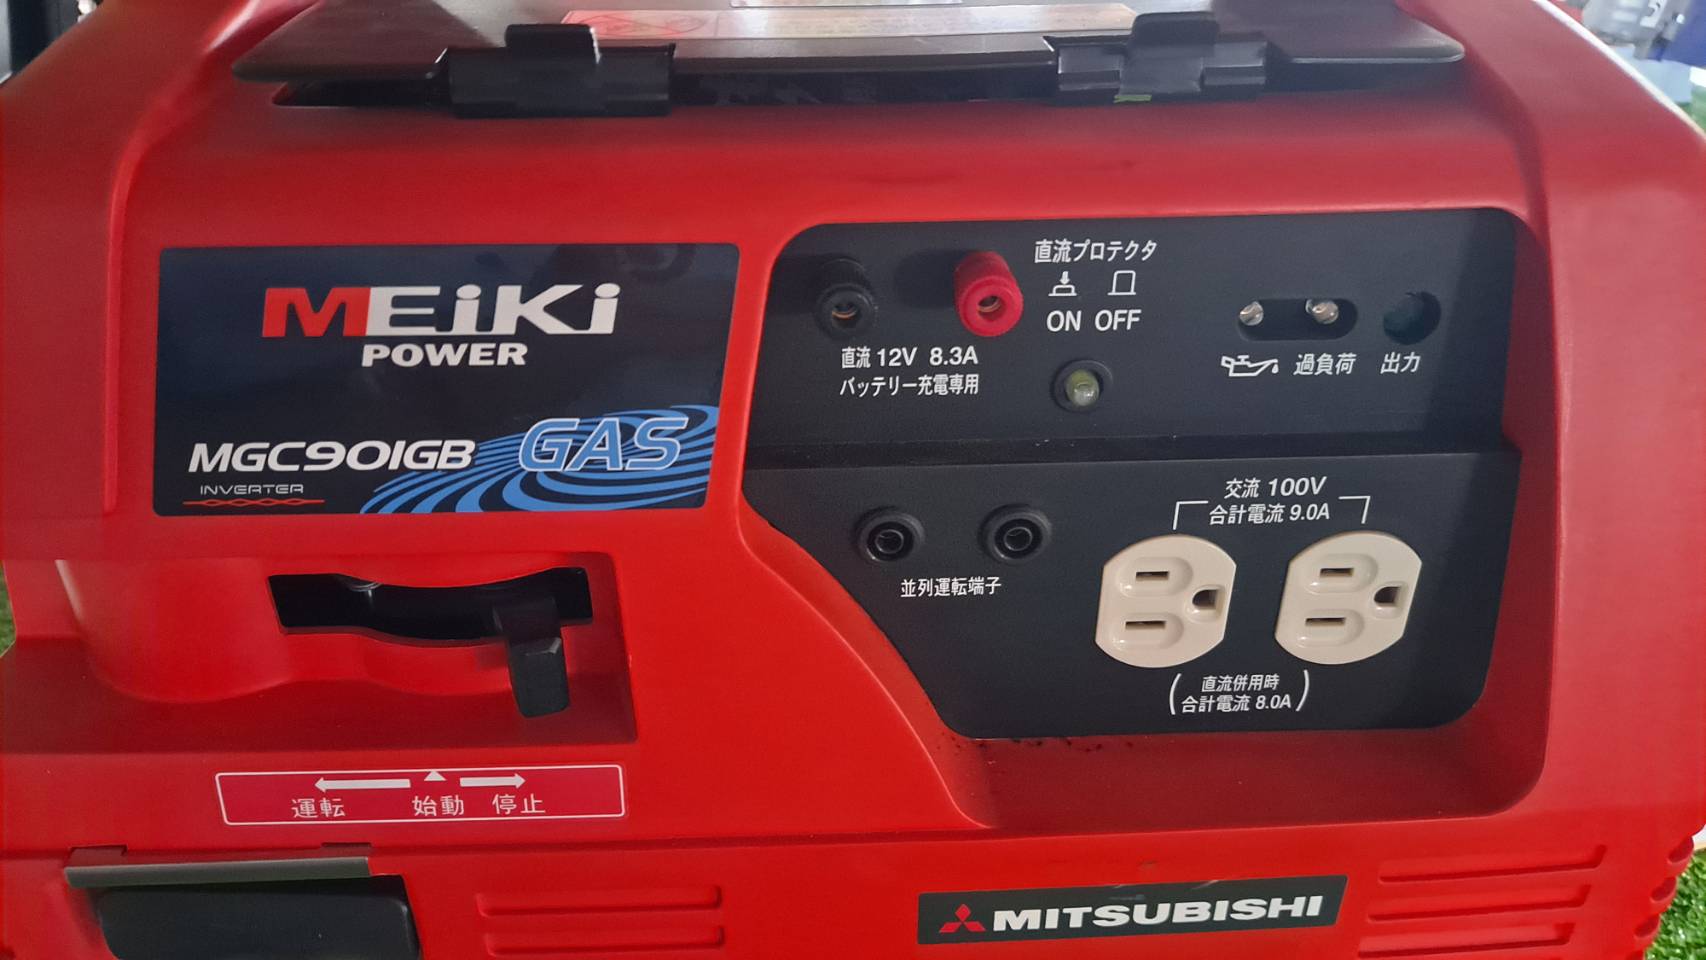 MEiKi
POWER
MGC901GB
GAS
INVERTER
直流プロテクタ
ON OFF
直流 12V 8.3A
バッテリー充電専用
過負荷 出力
並列運転端子
交流 100V
合計電流 9.0A
(直流併用時
合計電流 8.0A)
運転 始動 停止
MITSUBISHI